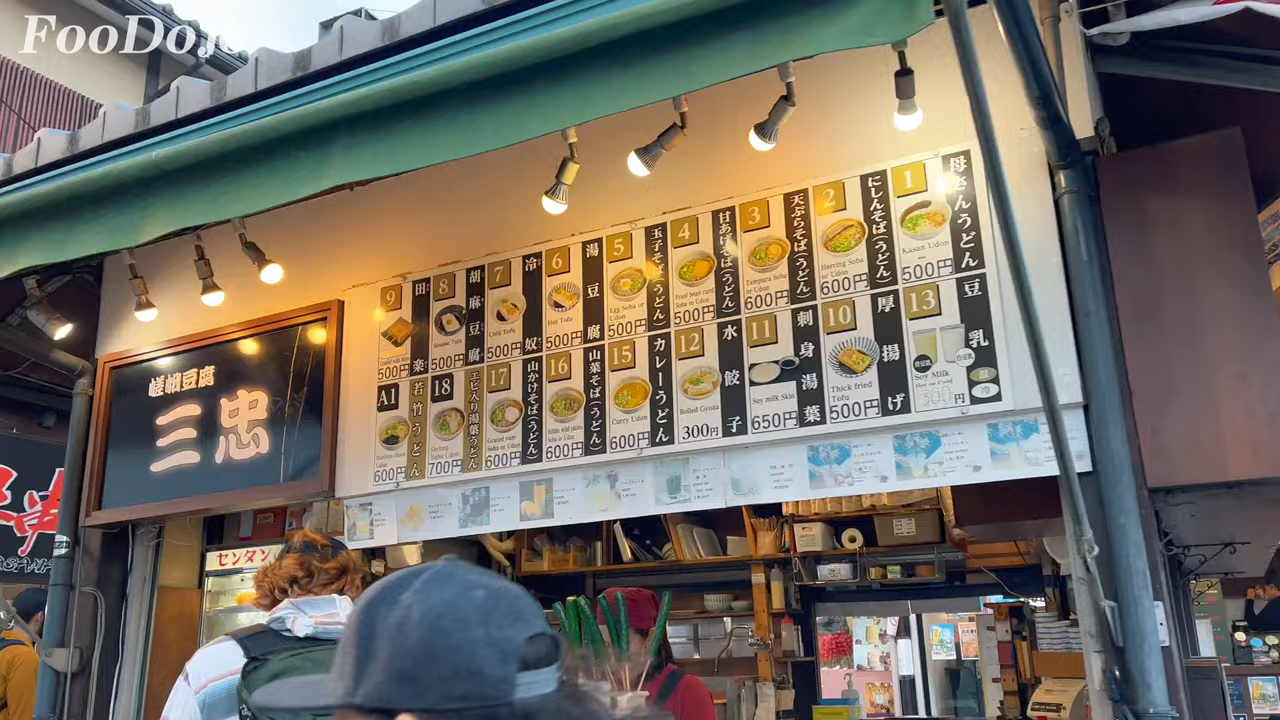 FooDoj
嵯峨豆腐
三忠
1
母さんうどん
Kasan Udon
500円
2
にしんそば(うどん)
Herring Soba
or Udon
600円
3
天ぷらそば(うどん)
Tempura Soba
or Udon
600円
4
甘あげそば(うどん)
Fried bean curd
Soba ro Udon
500円
5
玉子そば(うどん)
Egg Soba or
Udon
500円
6
湯豆腐
Hot Tofu
500円
7
冷奴
Cold Tofu
500円
8
胡麻豆腐
Sesame Tofu
500円
9
田楽
500円
13
豆乳
Soy Milk
300円
冷
10
厚揚げ
Thick fried
Tofu
500円
11
刺身湯葉
Soy milk Skin
650円
12
水餃子
Boiled Gyoza
300円
15
カレーうどん
Curry Udon
600円
16
山菜そば(うどん)
Edible wild plants
Soba or Udon
600円
17
山かけそば(うどん)
Grated yam
Soba or Udon
600円
18
エビ入り湯葉うどん
700円
A1
若竹うどん
Udon
600円
センタン